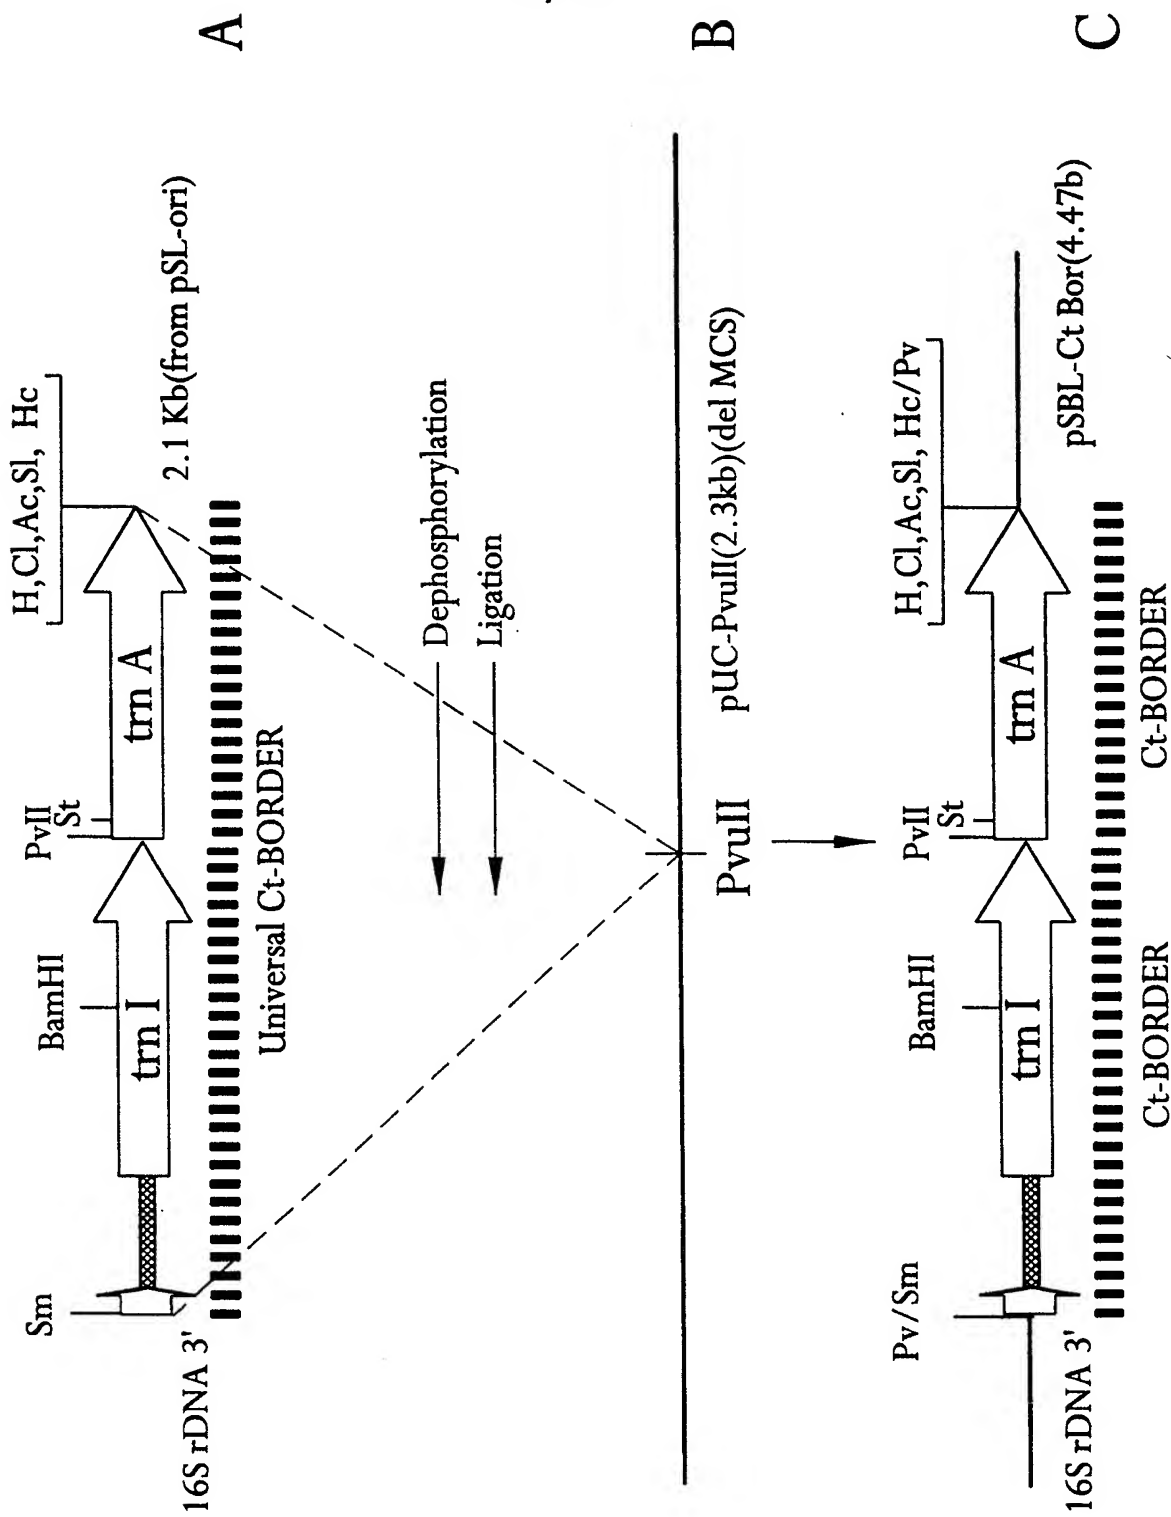 A
H,Cl,Ac,Sl, Hc
PvII
St
BamHI
Sm
trn I
trn A
2.1 Kb(from pSL-ori)
16S rDNA 3'
Universal Ct-BORDER
Dephosphorylation
Ligation
B
pUC-PvuII(2.3kb)(del MCS)
PvuII
C
H,Cl,Ac,Sl, Hc/Pv
PvII
St
BamHI
Pv/Sm
trn I
trn A
pSBL-Ct Bor(4.47b)
16S rDNA 3'
Ct-BORDER
Ct-BORDER